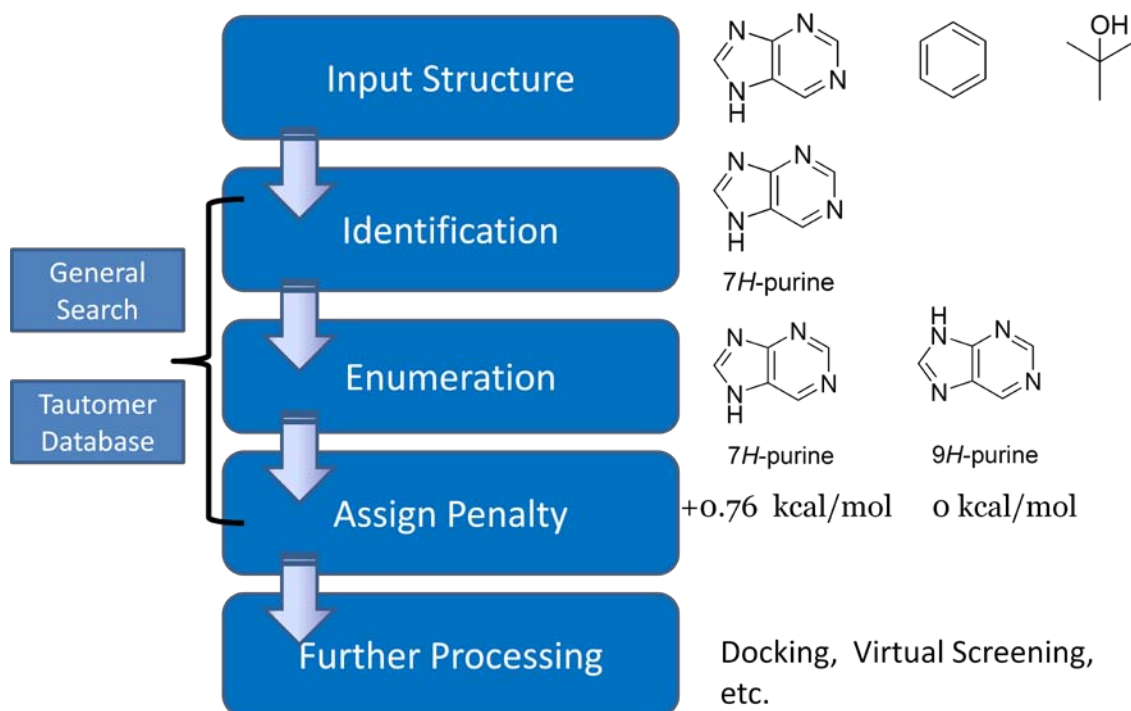 Input Structure
N
N
N
N
H
OH
Identification
N
N
N
N
H
7H-purine
General
Search
Tautomer
Database
Enumeration
N
N
N
N
H
7H-purine
H
N
N
N
N
9H-purine
Assign Penalty
+0.76 kcal/mol
0 kcal/mol
Further Processing
Docking, Virtual Screening,
etc.